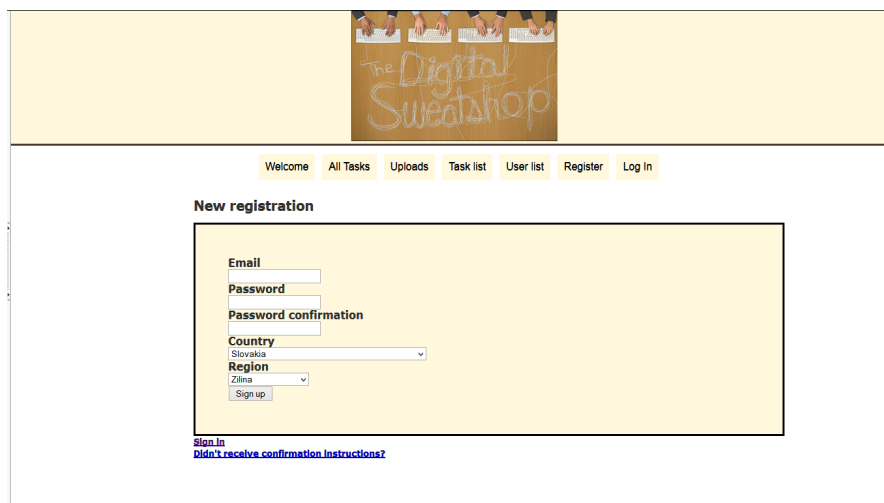 The Digital
Sweatshop
Welcome All Tasks Uploads Task list User list Register Log In
New registration
Email
Password
Password confirmation
Country
Slovakia
Region
Zilina
Sign up
Sign in
Didn't receive confirmation instructions?